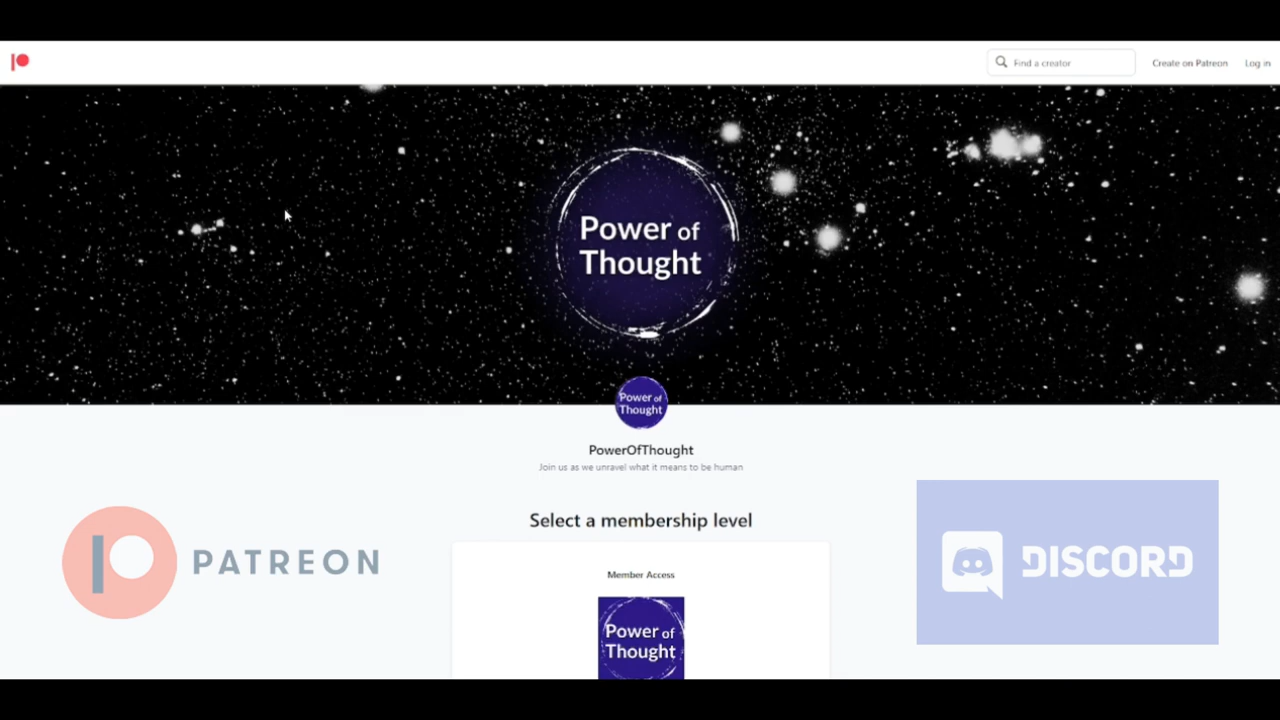 Find a creator
Create on Patreon
Log in
Power of
Thought
Power of
Thought
PowerOfThought
Join us as we unravel what it means to be human
Select a membership level
PATREON
DISCORD
Member Access
Power of
Thought